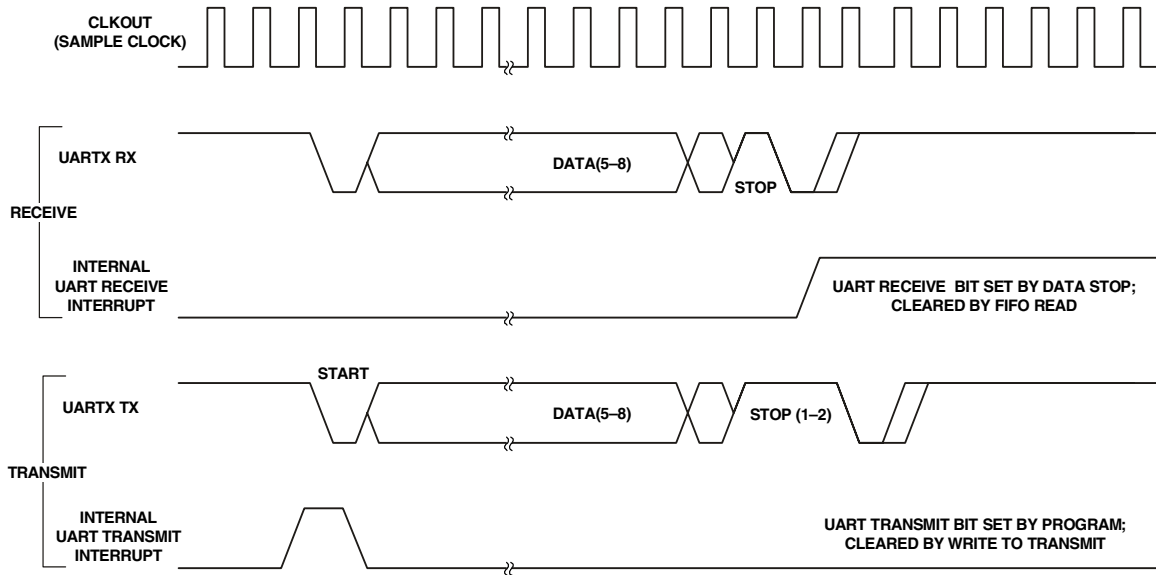 CLKOUT
(SAMPLE CLOCK)
UARTX RX
DATA(5–8)
STOP
RECEIVE
INTERNAL
UART RECEIVE
INTERRUPT
UART RECEIVE BIT SET BY DATA STOP;
CLEARED BY FIFO READ
START
UARTX TX
DATA(5–8)
STOP (1–2)
TRANSMIT
INTERNAL
UART TRANSMIT
INTERRUPT
UART TRANSMIT BIT SET BY PROGRAM;
CLEARED BY WRITE TO TRANSMIT